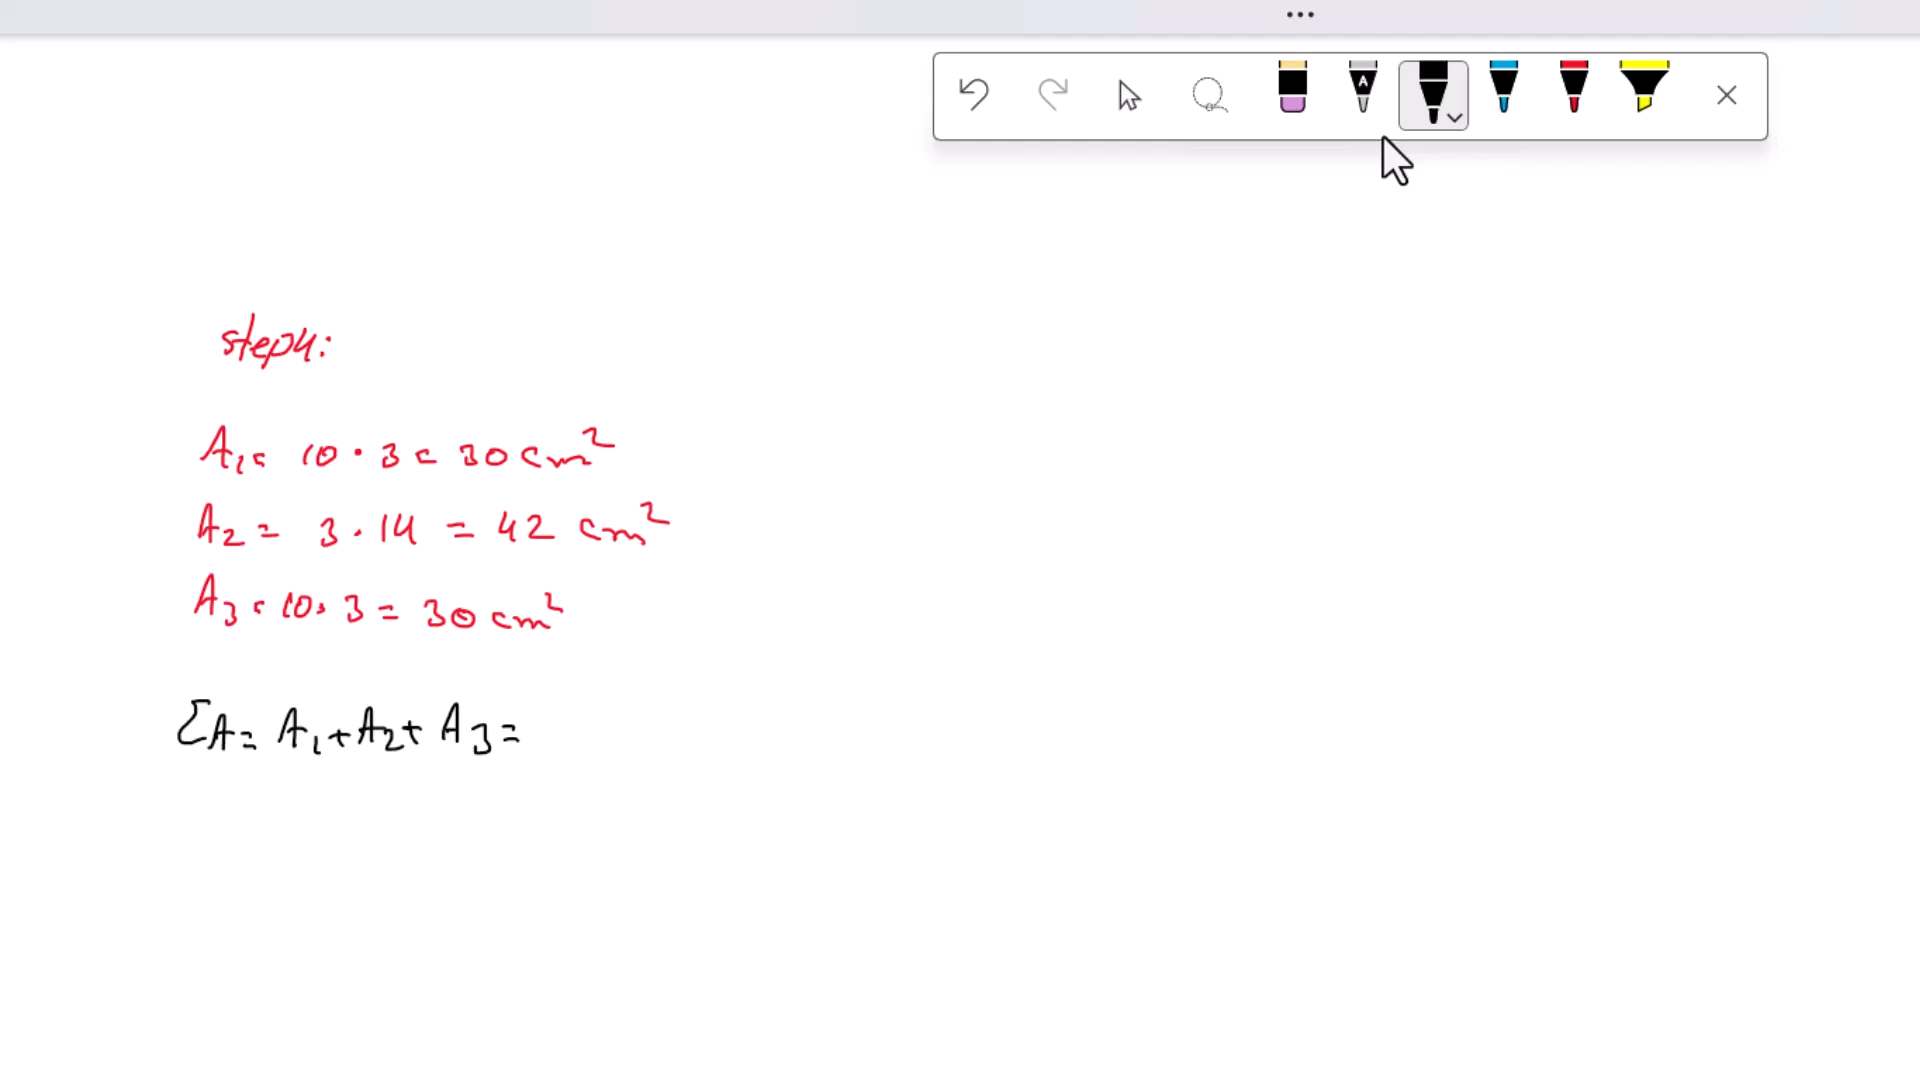 step4:
A₁= 10 · 3 = 30 cm²
A₂ = 3 · 14 = 42 cm²
A₃ = 10 · 3 = 30 cm²
ΣA = A₁ + A₂ + A₃ =